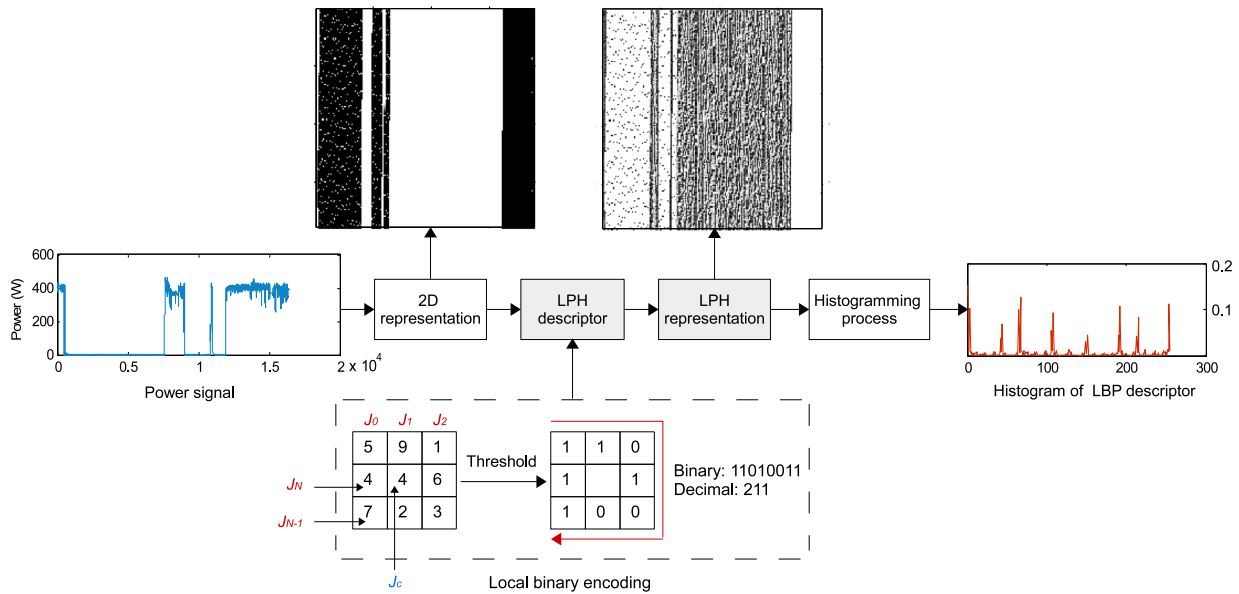 600
400
200
0
Power (W)
0
0.5
1
1.5
2 x 10^4
Power signal
2D
representation
LPH
descriptor
LPH
representation
Histogramming
process
0.2
0.1
0
100
200
300
Histogram of LBP descriptor
J0 J1 J2
5 9 1
4 4 6
7 2 3
JN
JN-1
Jc
Threshold
1 1 0
1 1
1 0 0
Binary: 11010011
Decimal: 211
Local binary encoding